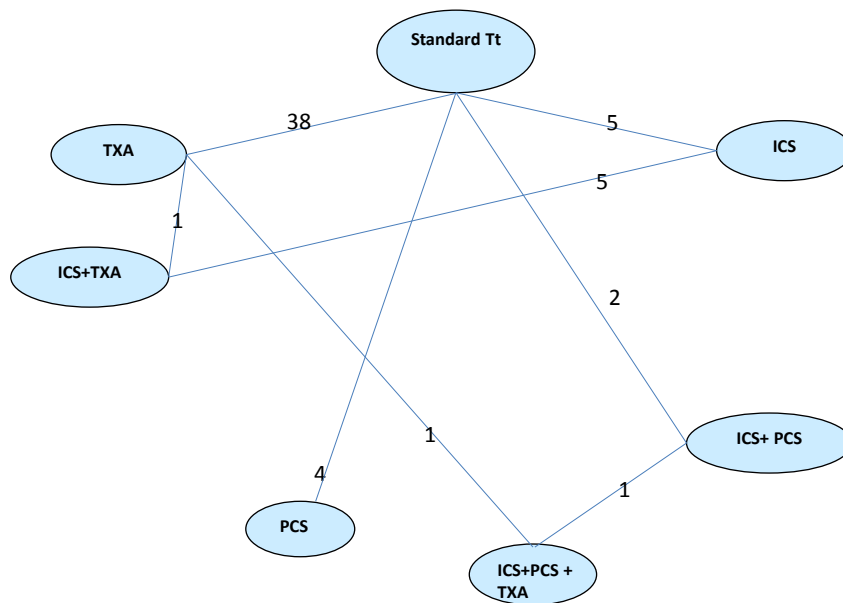 Standard Tt
38
5
TXA
ICS
5
1
ICS+TXA
2
1
ICS+ PCS
4
1
PCS
ICS+PCS +
TXA